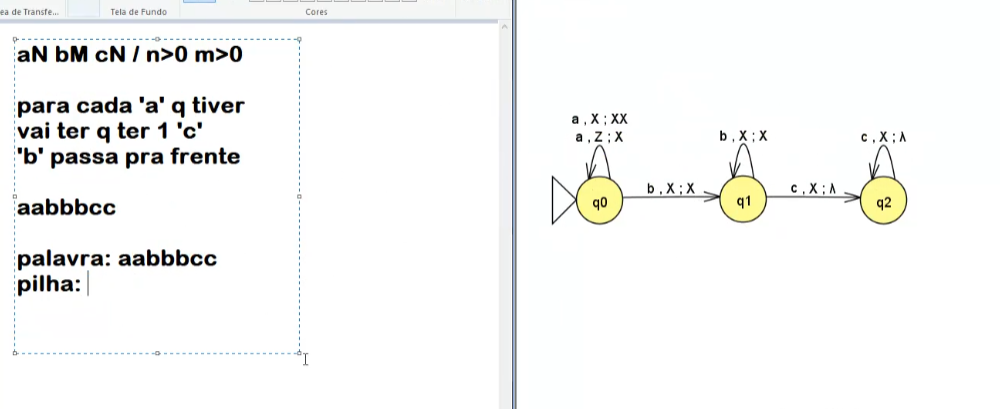 ea de Transfe...
Tela de Fundo
Cores
aN bM cN / n>0 m>0
para cada 'a' q tiver
vai ter q ter 1 'c'
'b' passa pra frente
aabbbcc
palavra: aabbbcc
pilha:
a , X ; XX
a , Z ; X
b , X ; X
c , X ; λ
b , X ; X
c , X ; λ
q0
q1
q2